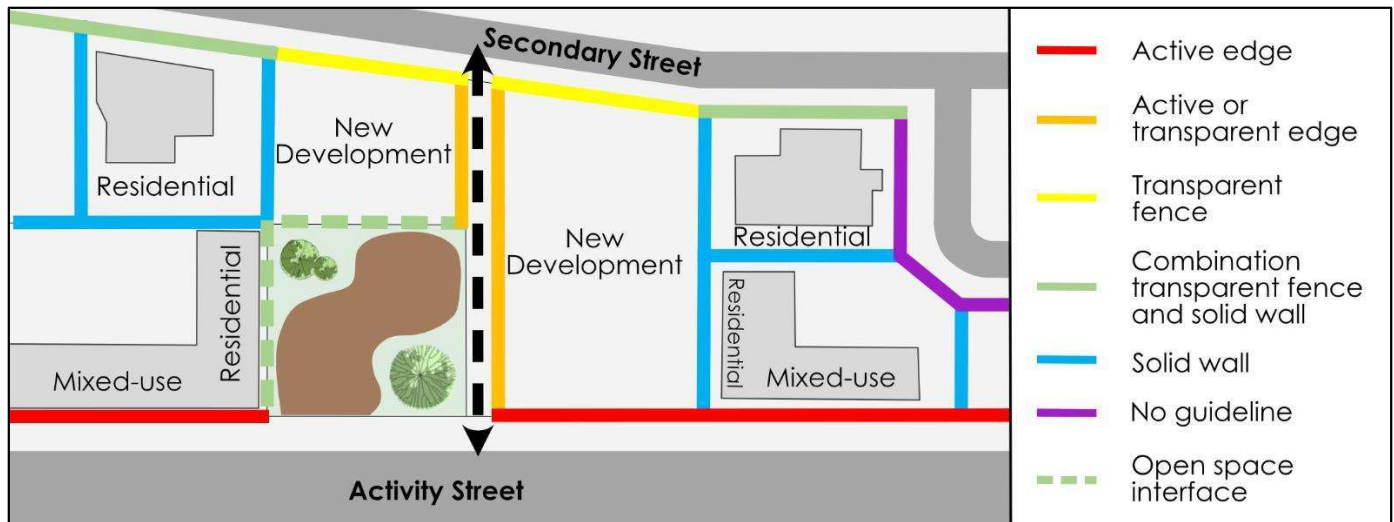 Secondary Street
New
Development
Residential
New
Development
Residential
Residential
Mixed-use
Residential
Mixed-use
Activity Street
Active edge
Active or
transparent edge
Transparent
fence
Combination
transparent fence
and solid wall
Solid wall
No guideline
Open space
interface